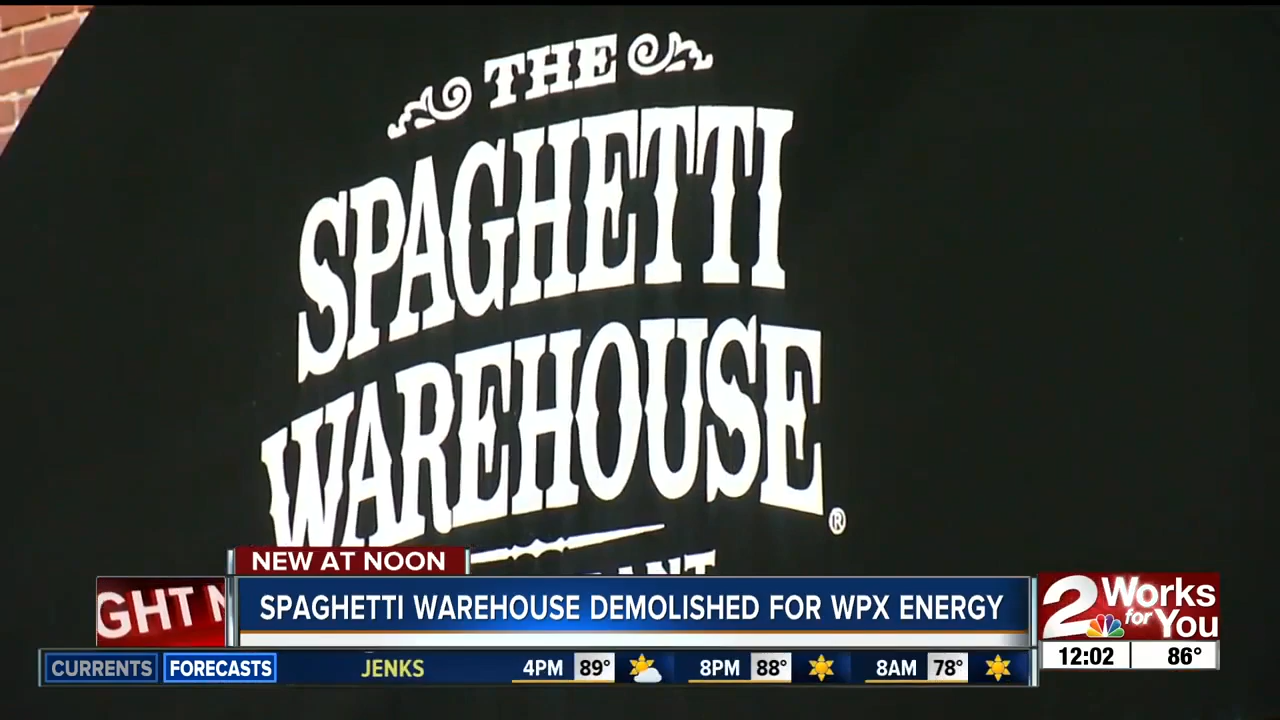 THE
SPAGHETTI
WAREHOUSE®
NEW AT NOON
GHT
SPAGHETTI WAREHOUSE DEMOLISHED FOR WPX ENERGY
2 Works for You
12:02 86°
CURRENTS FORECASTS JENKS 4PM 89° 8PM 88° 8AM 78°